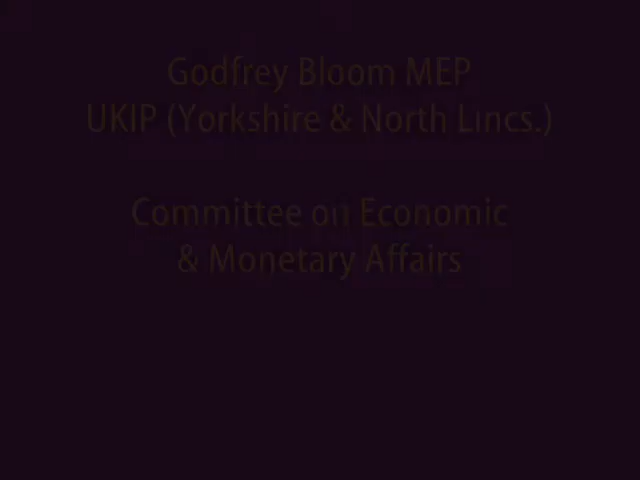 Godfrey Bloom MEP
UKIP (Yorkshire & North Lincs.)
Committee on Economic
& Monetary Affairs